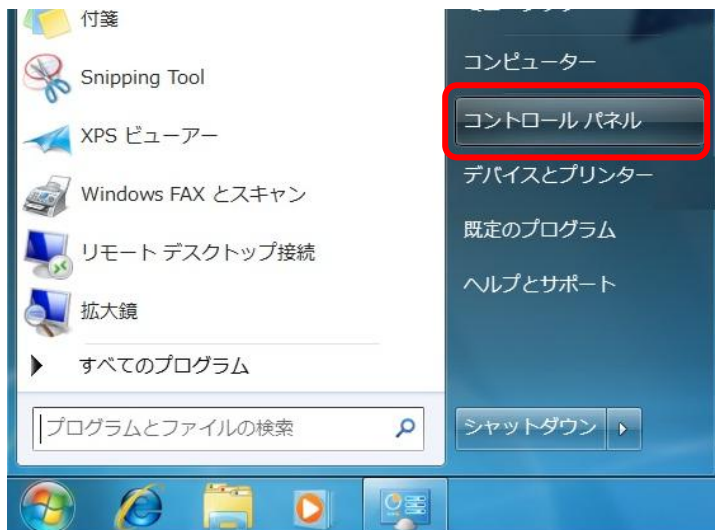 付箋
Snipping Tool
XPS ビューアー
Windows FAX とスキャン
リモート デスクトップ接続
拡大鏡
すべてのプログラム
プログラムとファイルの検索
コンピューター
コントロール パネル
デバイスとプリンター
既定のプログラム
ヘルプとサポート
シャットダウン